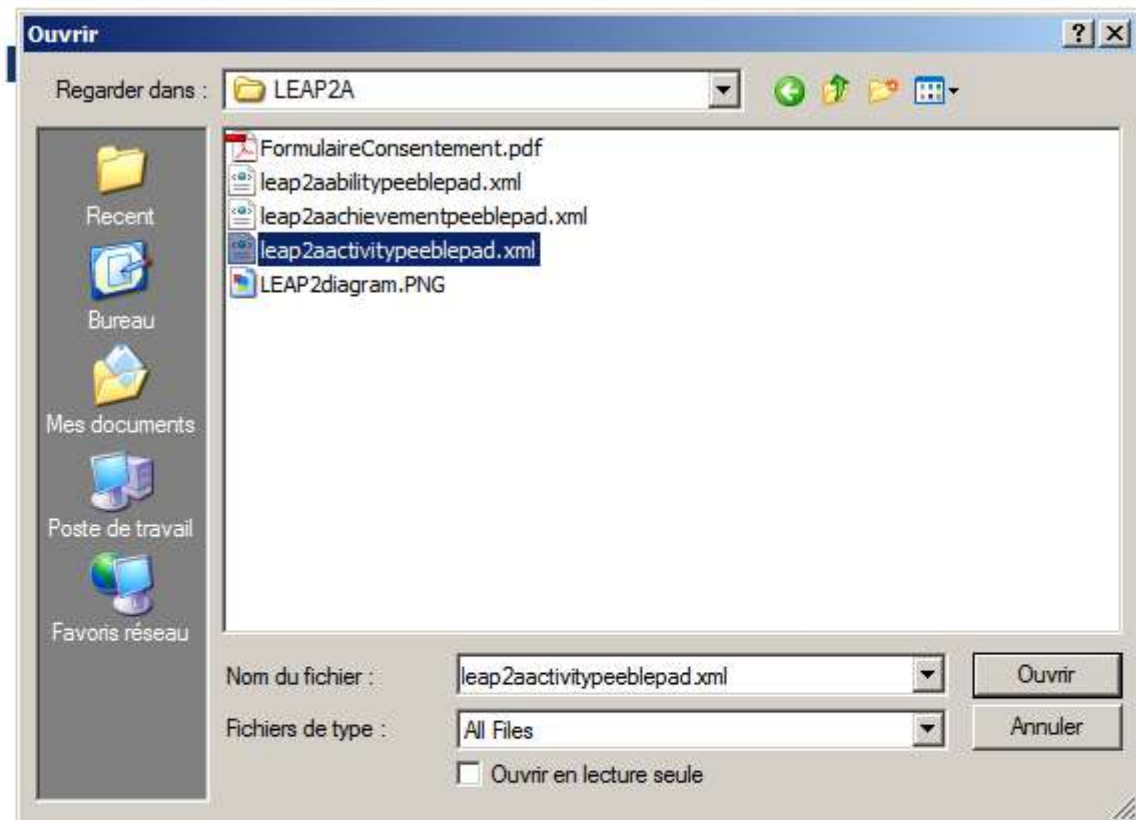 Ouvrir
Regarder dans : LEAP2A
Recent
Bureau
Mes documents
Poste de travail
Favoris réseau
FormulaireConsentement.pdf
leap2aabilitypeeblepad.xml
leap2aachievementpeeblepad.xml
leap2aactivitypeeblepad.xml
LEAP2diagram.PNG
Nom du fichier : leap2aactivitypeeblepad.xml Ouvrir
Fichiers de type : All Files Annuler
Ouvrir en lecture seule